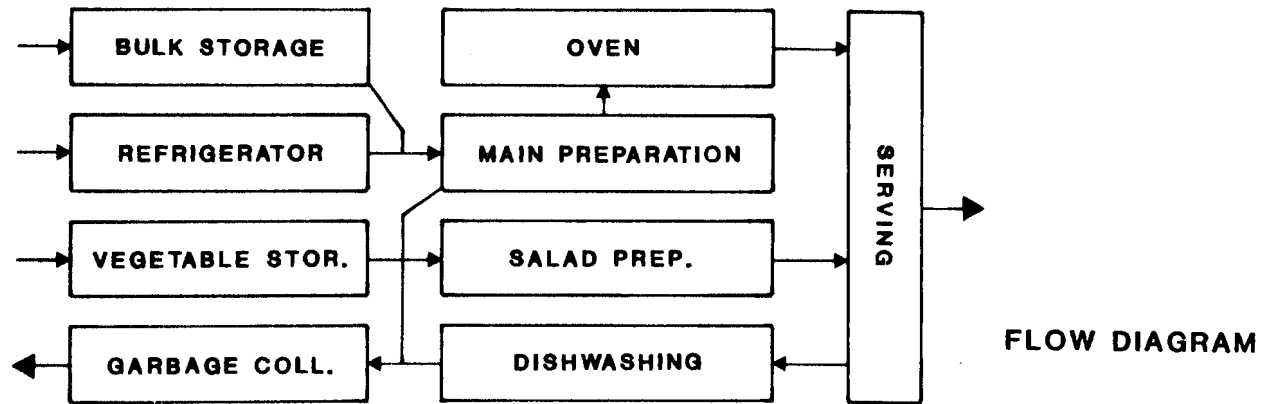 BULK STORAGE
OVEN
REFRIGERATOR
MAIN PREPARATION
VEGETABLE STOR.
SALAD PREP.
GARBAGE COLL.
DISHWASHING
SERVING
FLOW DIAGRAM